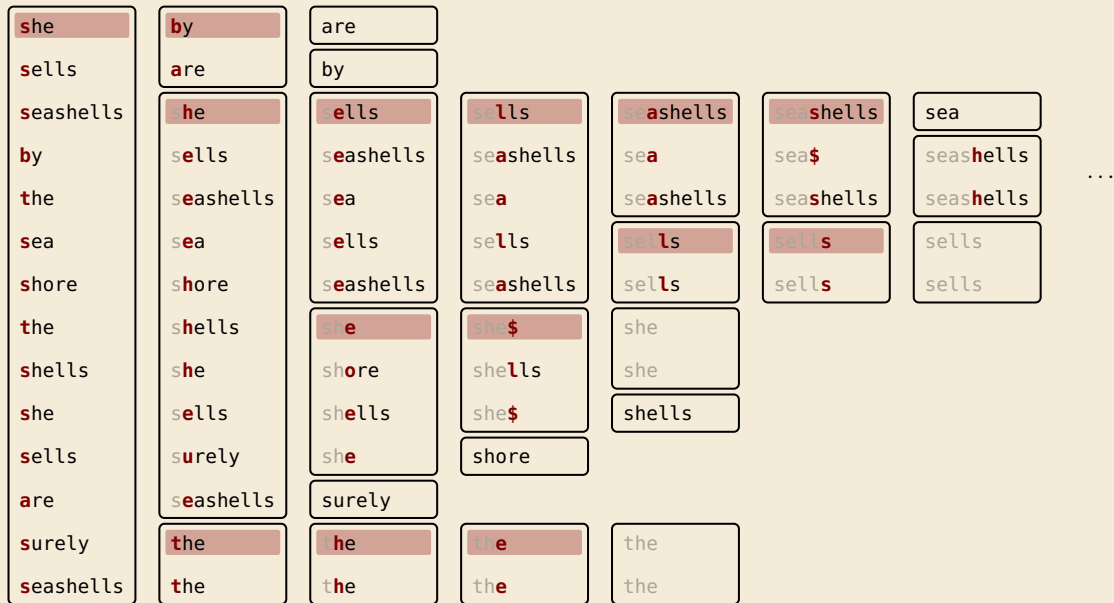 she by are
sells are by
seashells she sells sells seashells seashells sea
by sells seashells seashells sea sea$ seashells
the seashells sea sea seashells seashells seashells ...
sea sea sells sells sells sells sells
shore shore seashells seashells sells sells sells
the shells she she$ she
shells she shore shells she
she sells shells she$ shells
sells surely she shore
are seashells surely
surely the the the the
seashells the the the the